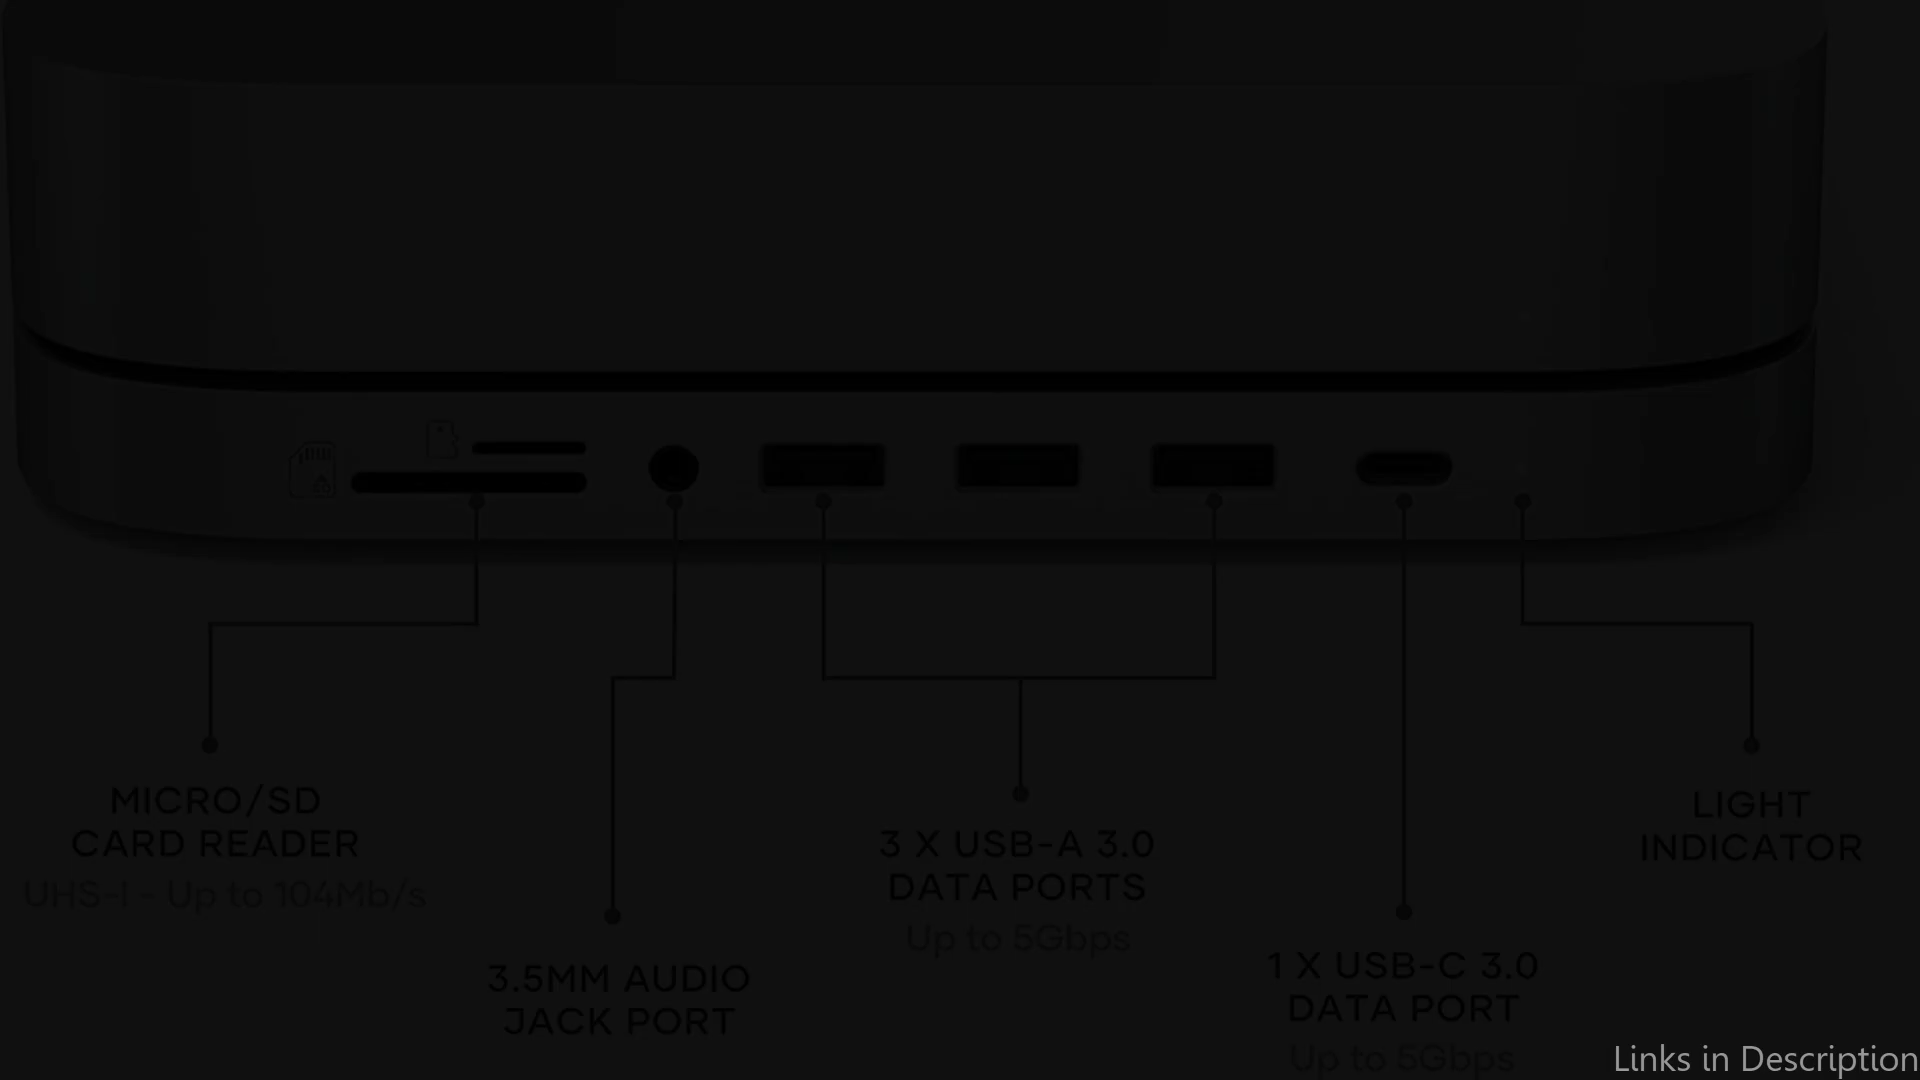 MICRO/SD
CARD READER
UHS-I - Up to 104Mb/s
3.5MM AUDIO
JACK PORT
3 X USB-A 3.0
DATA PORTS
Up to 5Gbps
1 X USB-C 3.0
DATA PORT
Up to 5Gbps
LIGHT
INDICATOR
Links in Description